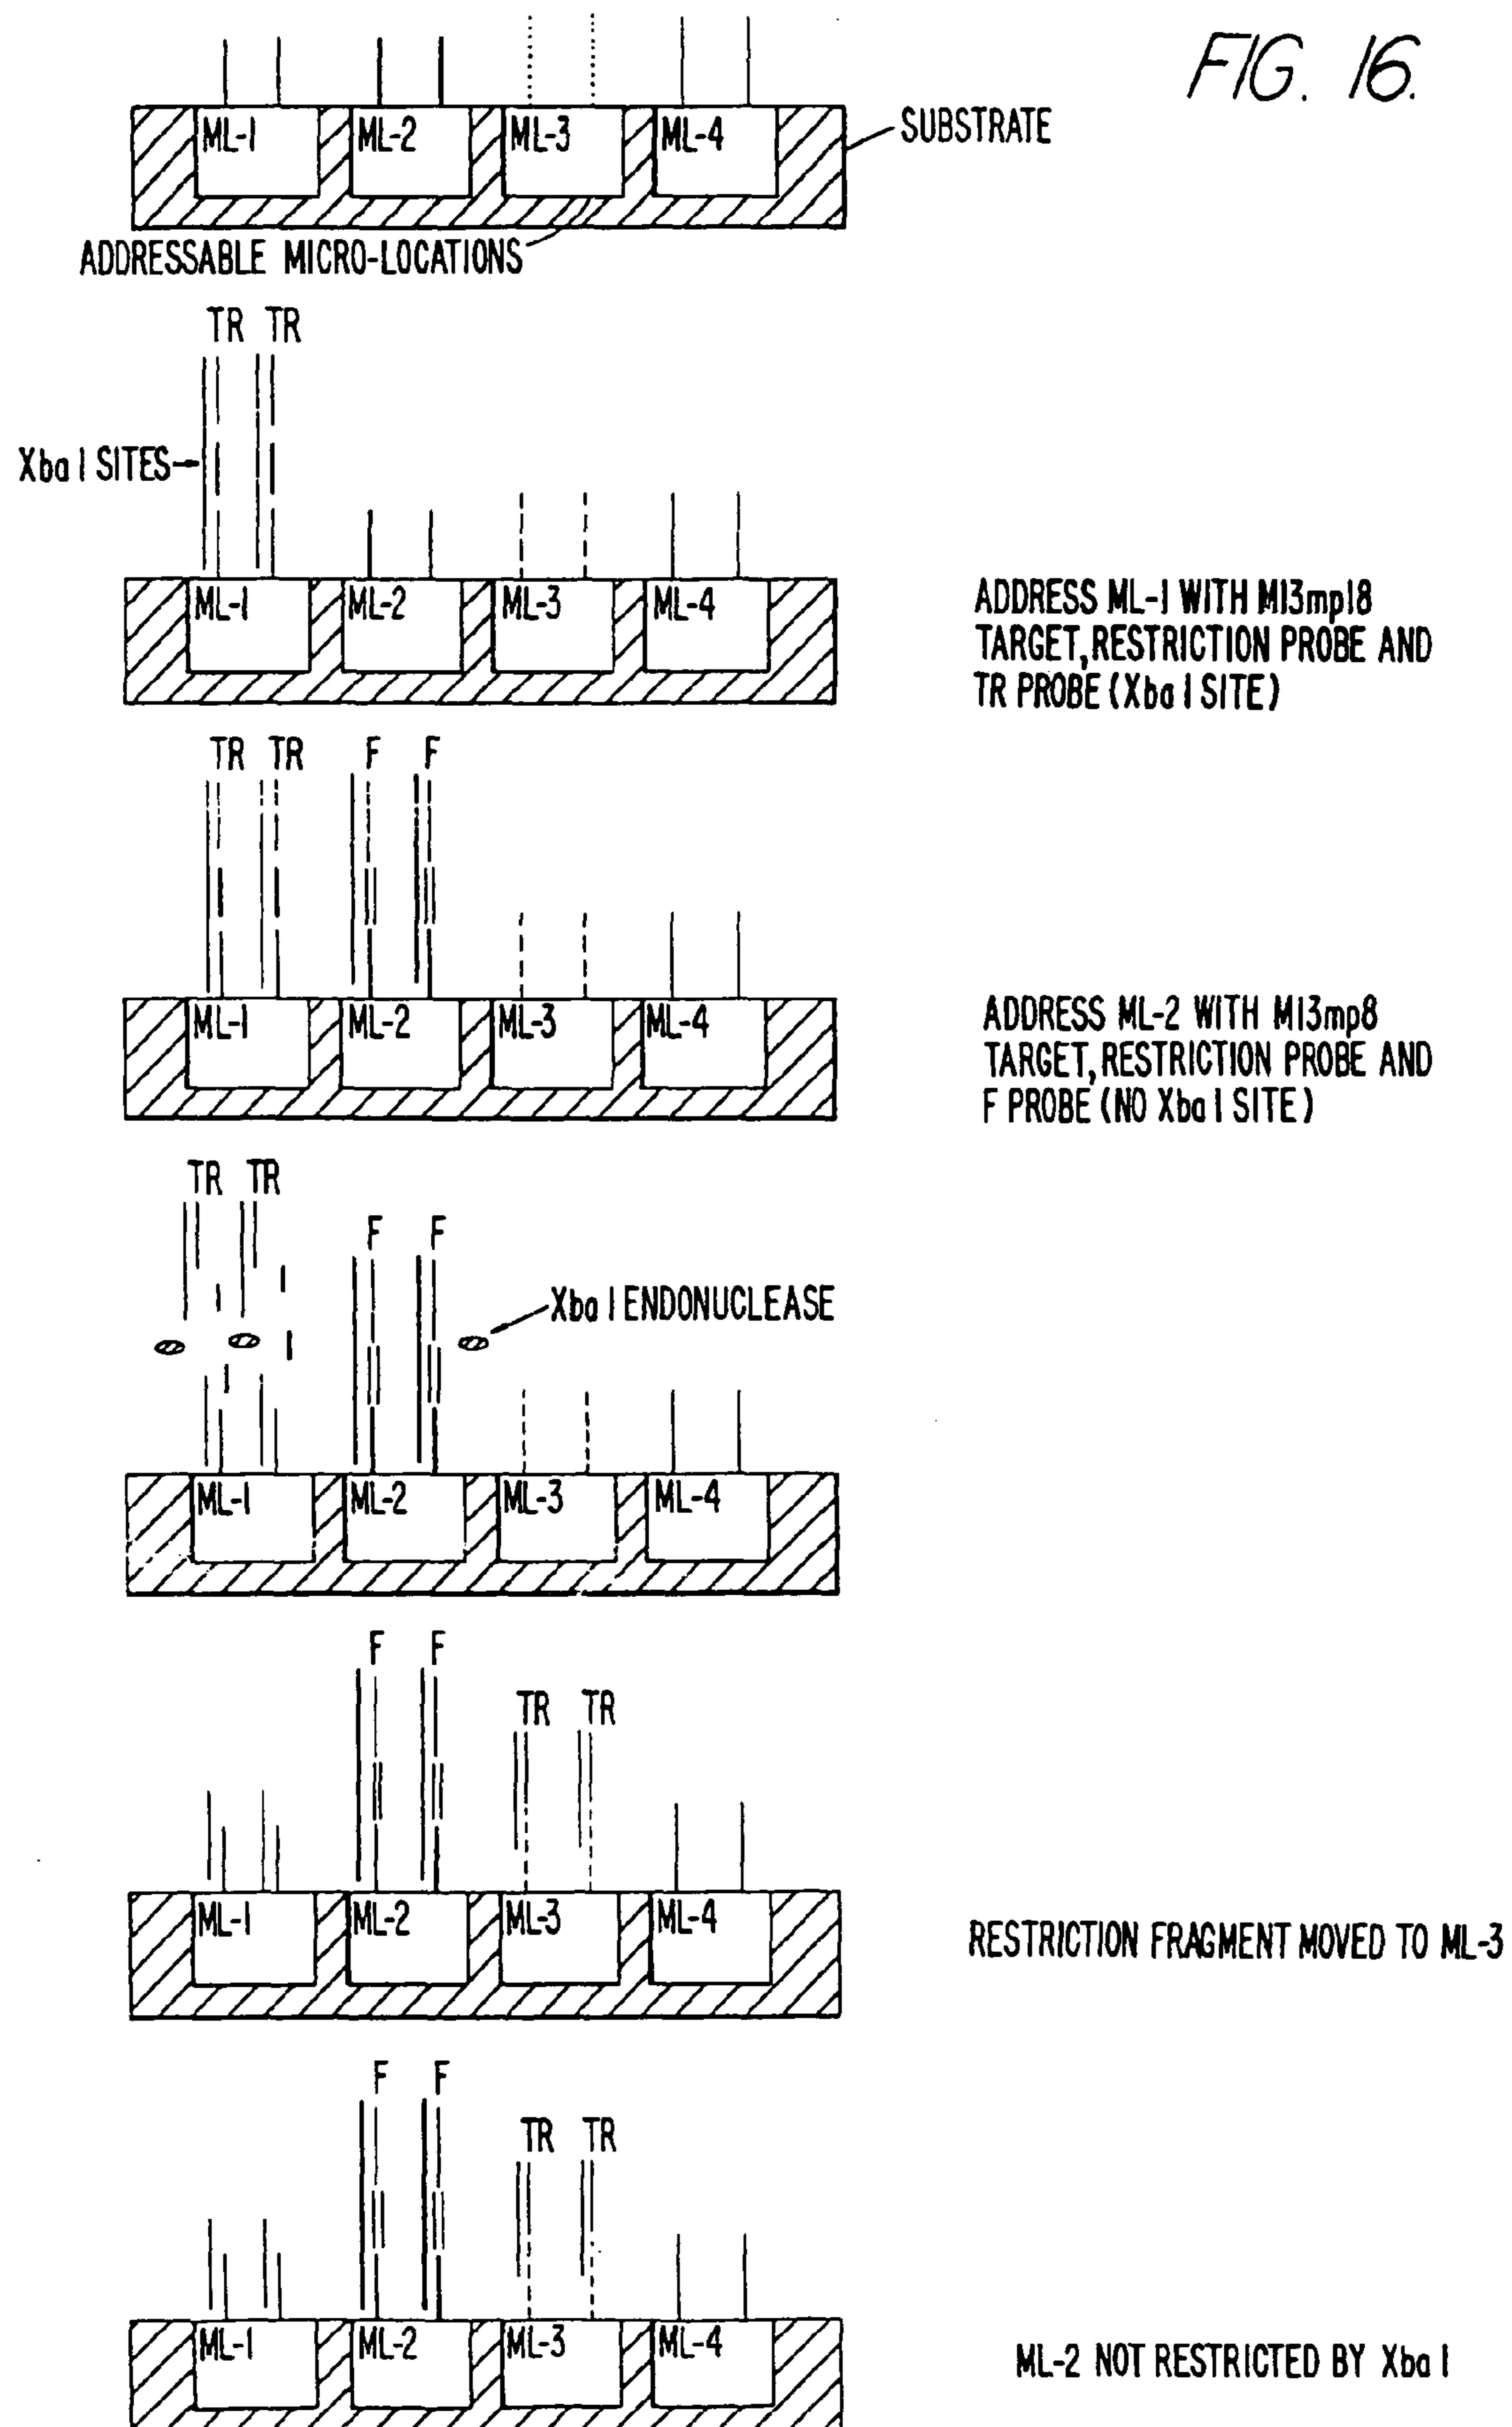 FIG. 16.
ML-1 ML-2 ML-3 ML-4
SUBSTRATE
ADDRESSABLE MICRO-LOCATIONS
TR TR
Xba I SITES
ML-1 ML-2 ML-3 ML-4
ADDRESS ML-1 WITH M13mp18
TARGET, RESTRICTION PROBE AND
TR PROBE (Xba I SITE)
TR TR F F
ML-1 ML-2 ML-3 ML-4
ADDRESS ML-2 WITH M13mp8
TARGET, RESTRICTION PROBE AND
F PROBE (NO Xba I SITE)
TR TR
F F
Xba I ENDONUCLEASE
ML-1 ML-2 ML-3 ML-4
F F
TR TR
ML-1 ML-2 ML-3 ML-4
RESTRICTION FRAGMENT MOVED TO ML-3
F F
TR TR
ML-1 ML-2 ML-3 ML-4
ML-2 NOT RESTRICTED BY Xba I